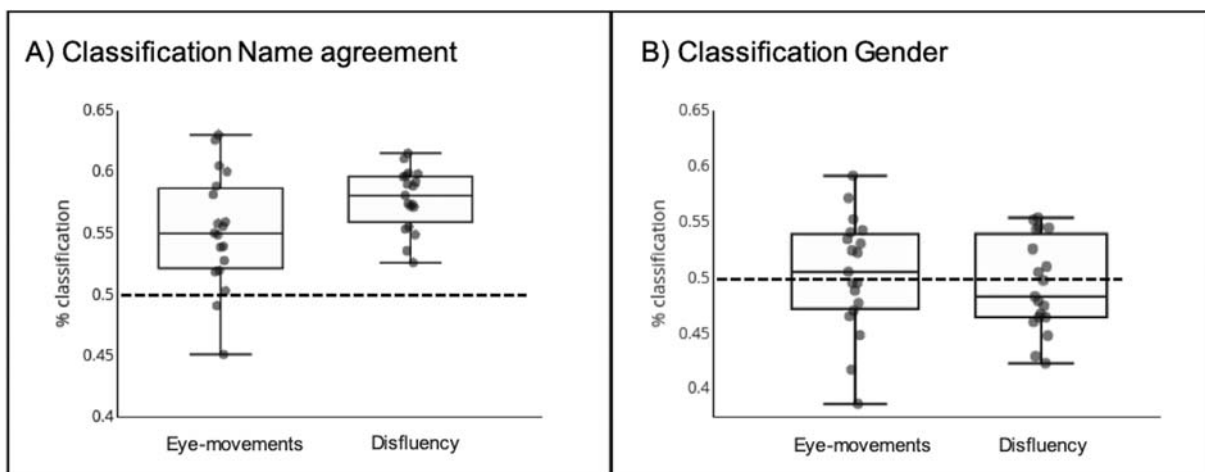 A) Classification Name agreement
% classification
0.65
0.6
0.55
0.5
0.45
0.4
Eye-movements Disfluency
B) Classification Gender
% classification
0.65
0.6
0.55
0.5
0.45
0.4
Eye-movements Disfluency